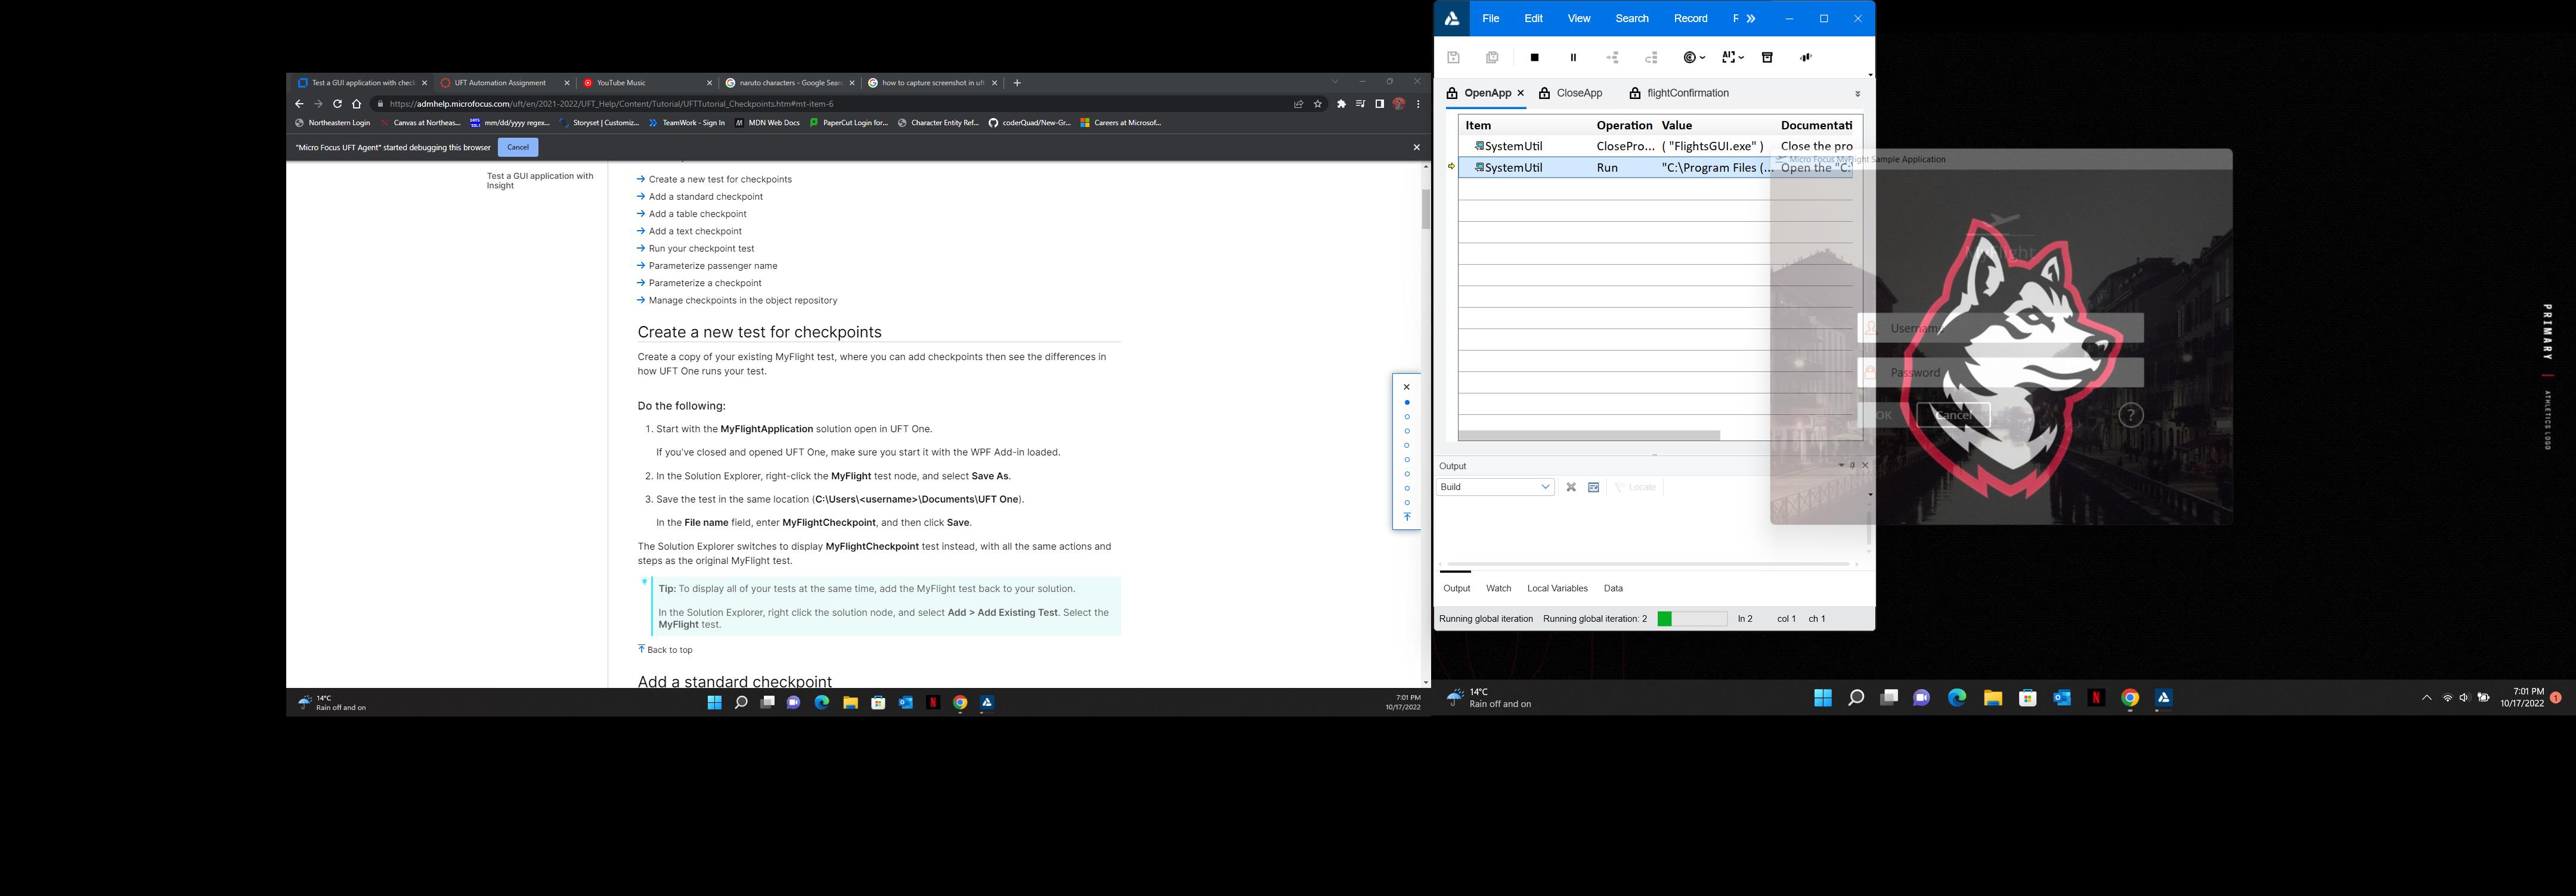 Test a GUI application with check
UFT Automation Assignment
YouTube Music
naruto characters - Google Sear
how to capture screenshot in uft
https://admhelp.microfocus.com/uft/en/2021-2022/UFT_Help/Content/Tutorial/UFTTutorial_Checkpoints.htm#mt-item-6
Northeastern Login
Canvas at Northeas...
mm/dd/yyyy regex...
Storyset | Customiz...
TeamWork - Sign In
MDN Web Docs
PaperCut Login for...
Character Entity Ref...
coderQuad/New-Gr...
Careers at Microsof...
"Micro Focus UFT Agent" started debugging this browser
Cancel
Test a GUI application with
Insight
Create a new test for checkpoints
Add a standard checkpoint
Add a table checkpoint
Add a text checkpoint
Run your checkpoint test
Parameterize passenger name
Parameterize a checkpoint
Manage checkpoints in the object repository
Create a new test for checkpoints
Create a copy of your existing MyFlight test, where you can add checkpoints then see the differences in
how UFT One runs your test.
Do the following:
1. Start with the MyFlightApplication solution open in UFT One.
If you've closed and opened UFT One, make sure you start it with the WPF Add-in loaded.
2. In the Solution Explorer, right-click the MyFlight test node, and select Save As.
3. Save the test in the same location (C:\Users\<username>\Documents\UFT One).
In the File name field, enter MyFlightCheckpoint, and then click Save.
The Solution Explorer switches to display MyFlightCheckpoint test instead, with all the same actions and
steps as the original MyFlight test.
Tip: To display all of your tests at the same time, add the MyFlight test back to your solution.
In the Solution Explorer, right click the solution node, and select Add > Add Existing Test. Select the
MyFlight test.
Back to top
Add a standard checkpoint
14°C
Rain off and on
7:01 PM
10/17/2022
File Edit View Search Record F
AI
OpenApp
CloseApp
flightConfirmation
Item Operation Value Documentati
SystemUtil ClosePro... ( "FlightsGUI.exe" ) Close the pro
SystemUtil Run "C:\Program Files (... Open the "C:
Micro Focus MyFlight Sample Application
MyFlight
Username
Password
OK
Cancel
?
Output
Build
Locate
Output Watch Local Variables Data
Running global iteration Running global iteration: 2 ln 2 col 1 ch 1
PRIMARY
ATHLETICS LOGO
14°C
Rain off and on
7:01 PM
10/17/2022
1